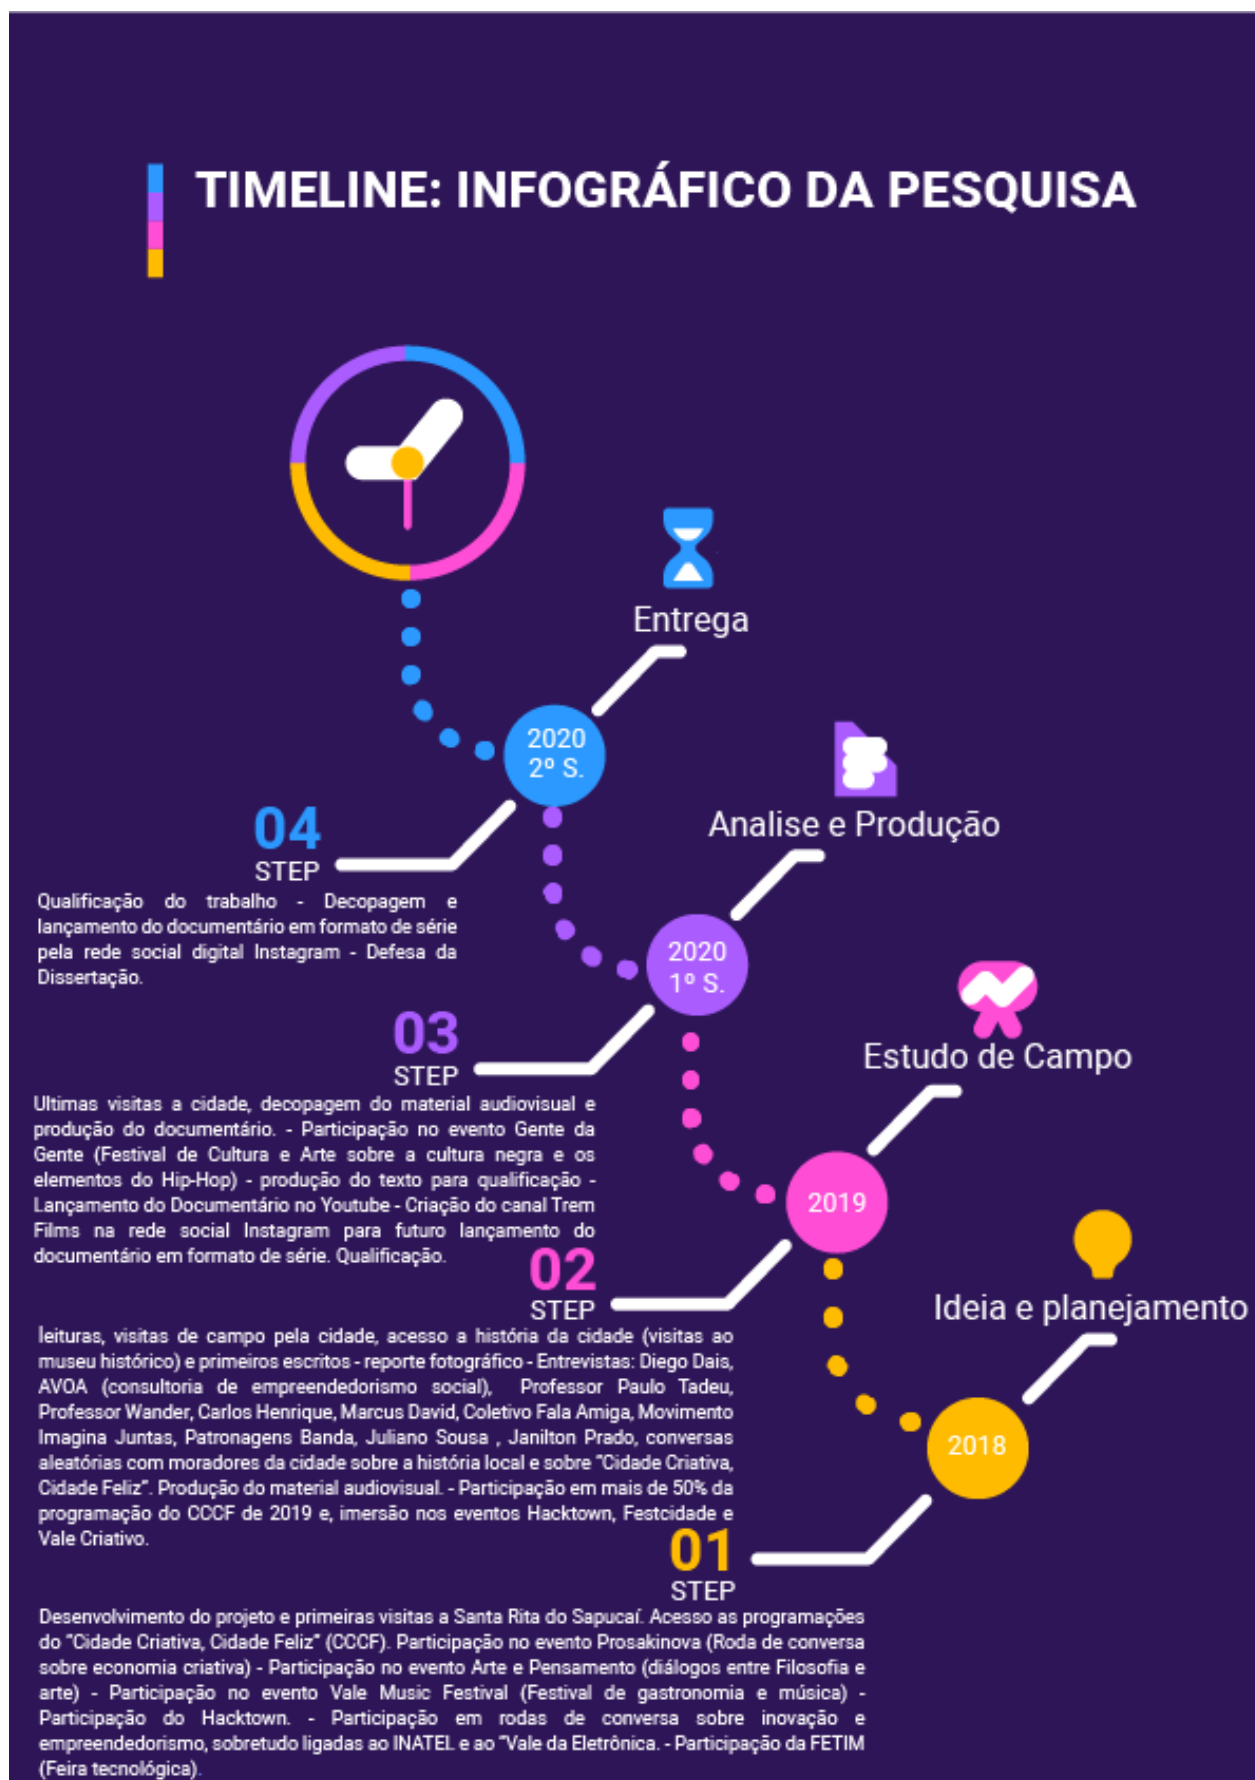 TIMELINE: INFOGRÁFICO DA PESQUISA
Entrega
2020
2º S.
04
STEP
Qualificação do trabalho - Decopagem e
lançamento do documentário em formato de série
pela rede social digital Instagram - Defesa da
Dissertação.
Analise e Produção
2020
1º S.
03
STEP
Ultimas visitas a cidade, decopagem do material audiovisual e
produção do documentário. - Participação no evento Gente da
Gente (Festival de Cultura e Arte sobre a cultura negra e os
elementos do Hip-Hop) - produção do texto para qualificação -
Lançamento do Documentário no Youtube - Criação do canal Trem
Films na rede social Instagram para futuro lançamento do
documentário em formato de série. Qualificação.
Estudo de Campo
2019
02
STEP
leituras, visitas de campo pela cidade, acesso a história da cidade (visitas ao
museu histórico) e primeiros escritos - reporte fotográfico - Entrevistas: Diego Dais,
AVOA (consultoria de empreendedorismo social), Professor Paulo Tadeu,
Professor Wander, Carlos Henrique, Marcus David, Coletivo Fala Amiga, Movimento
Imagina Juntas, Patronagens Banda, Juliano Sousa , Janilton Prado, conversas
aleatórias com moradores da cidade sobre a história local e sobre "Cidade Criativa,
Cidade Feliz". Produção do material audiovisual. - Participação em mais de 50% da
programação do CCCF de 2019 e, imersão nos eventos Hacktown, Festcidade e
Vale Criativo.
Ideia e planejamento
2018
01
STEP
Desenvolvimento do projeto e primeiras visitas a Santa Rita do Sapucaí. Acesso as programações
do "Cidade Criativa, Cidade Feliz" (CCCF). Participação no evento Prosakinova (Roda de conversa
sobre economia criativa) - Participação no evento Arte e Pensamento (diálogos entre Filosofia e
arte) - Participação no evento Vale Music Festival (Festival de gastronomia e música) -
Participação do Hacktown. - Participação em rodas de conversa sobre inovação e
empreendedorismo, sobretudo ligadas ao INATEL e ao "Vale da Eletrônica. - Participação da FETIM
(Feira tecnológica).